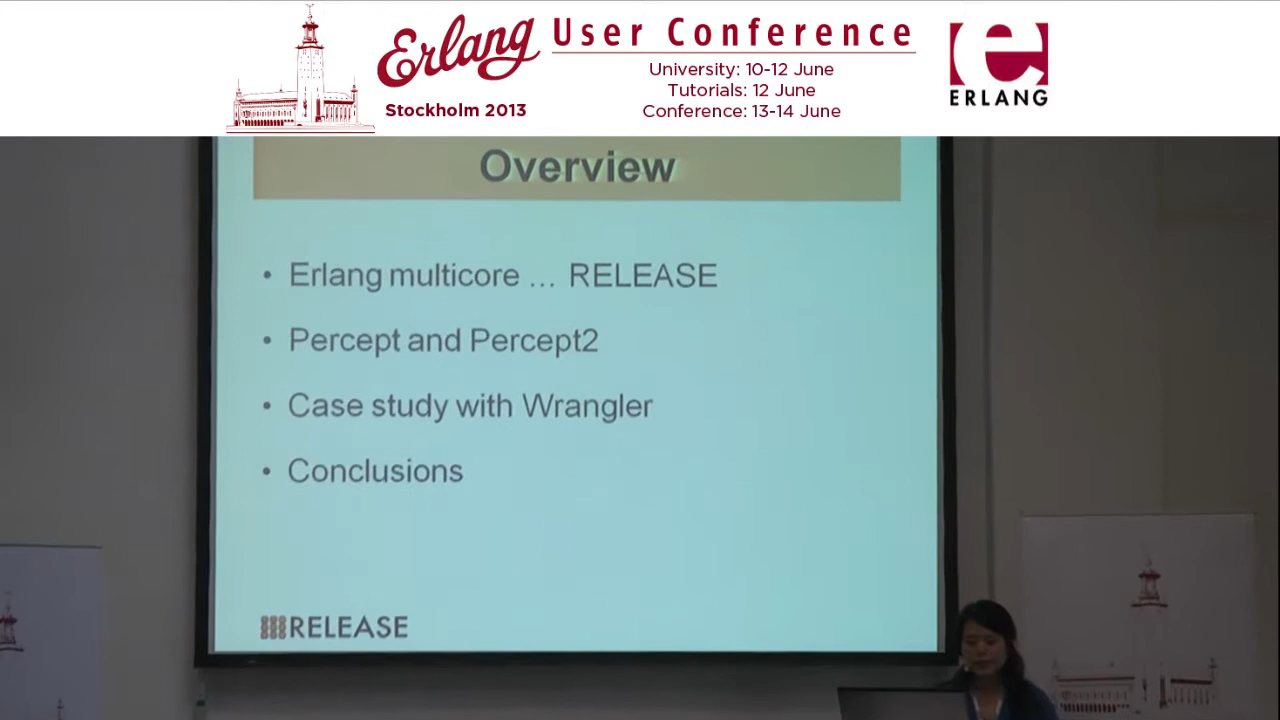 Erlang User Conference
Stockholm 2013
University: 10-12 June
Tutorials: 12 June
Conference: 13-14 June
e
ERLANG
Overview
• Erlang multicore … RELEASE
• Percept and Percept2
• Case study with Wrangler
• Conclusions
RELEASE